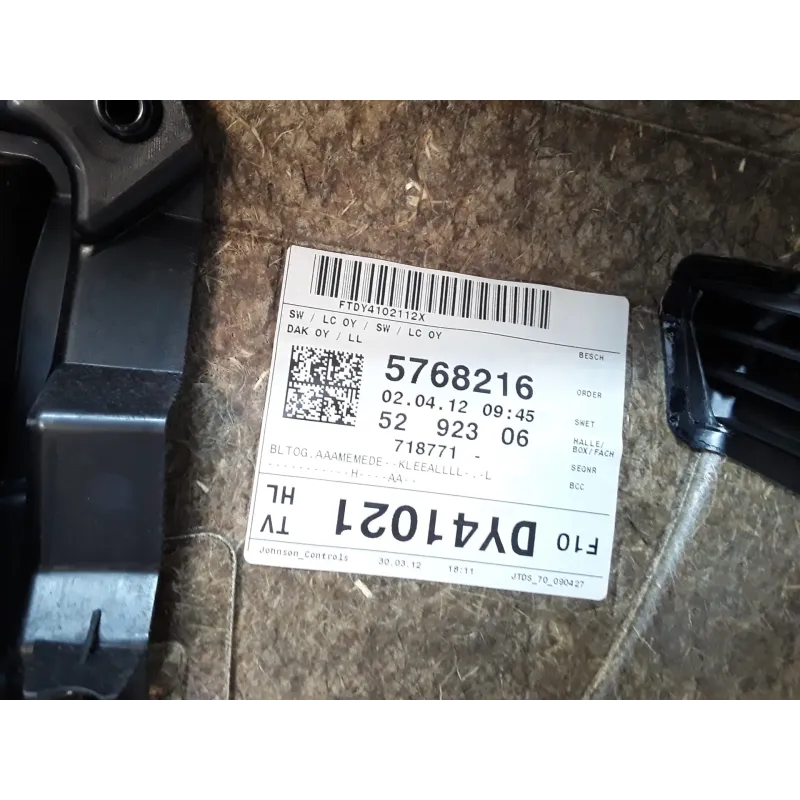 FTDY4102112X
SW / LC OY / SW / LC OY
DAK OY / LL
BESCH
5768216
ORDER
02.04.12 09:45
SWET
52 923 06
HALLE/
BOX/FACH
718771 -
SEQNR
BLTOG.AAAMEMEDE--KLEEALLLL-.-L
BCC
-----------H----AA--
F10 DY41021 TV
HL
Johnson_Controls 30.03.12 18:11 JTDS_70_090427